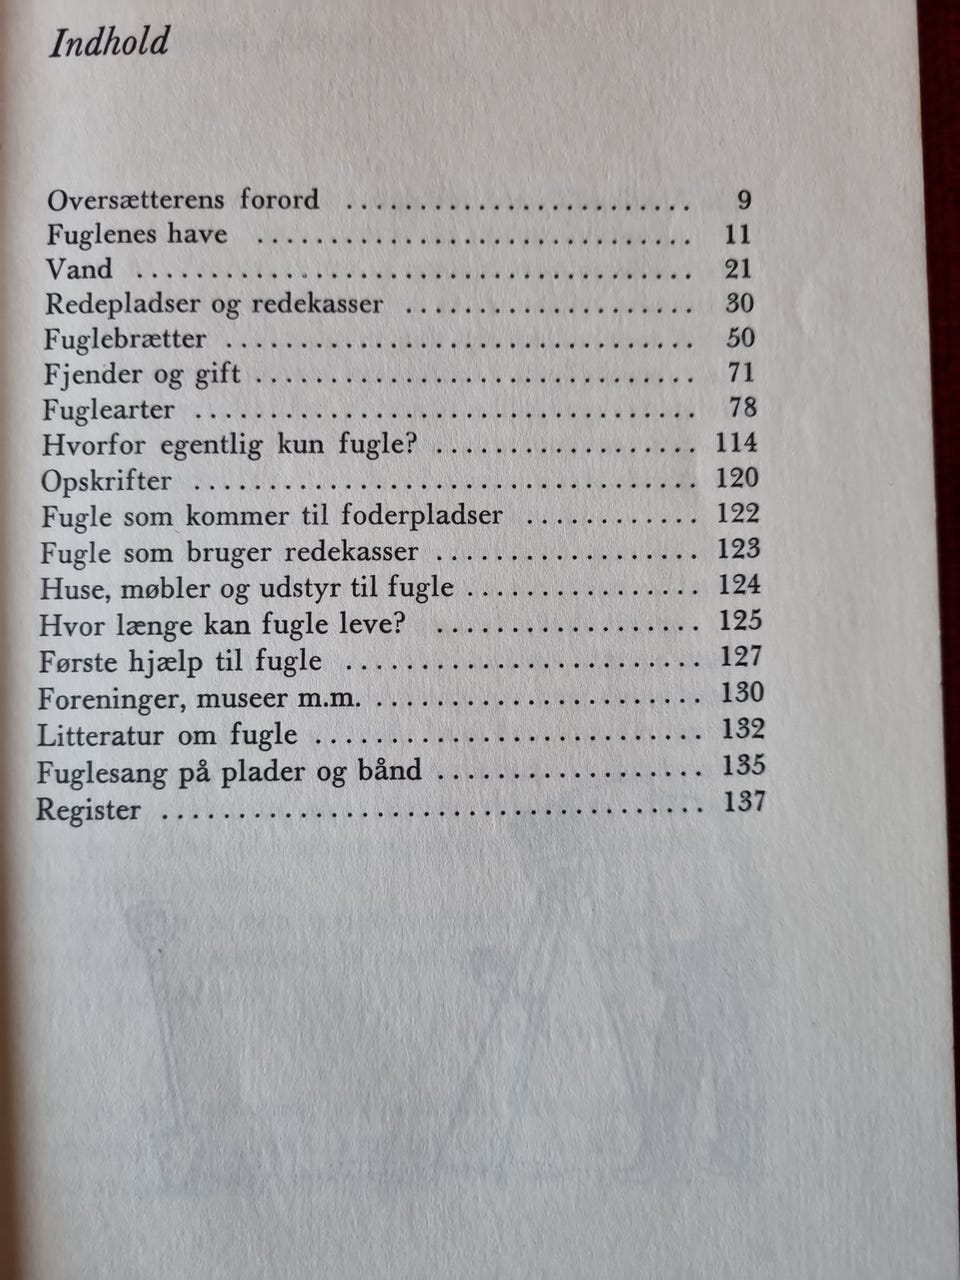 Indhold
Oversætterens forord ........................ 9
Fuglenes have .............................. 11
Vand ...................................... 21
Redepladser og redekasser .................... 30
Fuglebrætter ................................ 50
Fjender og gift .............................. 71
Fuglearter .................................. 78
Hvorfor egentlig kun fugle? .................. 114
Opskrifter .................................. 120
Fugle som kommer til foderpladser ............ 122
Fugle som bruger redekasser .................. 123
Huse, møbler og udstyr til fugle ................ 124
Hvor længe kan fugle leve? .................. 125
Første hjælp til fugle ........................ 127
Foreninger, museer m.m. ...................... 130
Litteratur om fugle .......................... 132
Fuglesang på plader og bånd .................. 135
Register .................................... 137